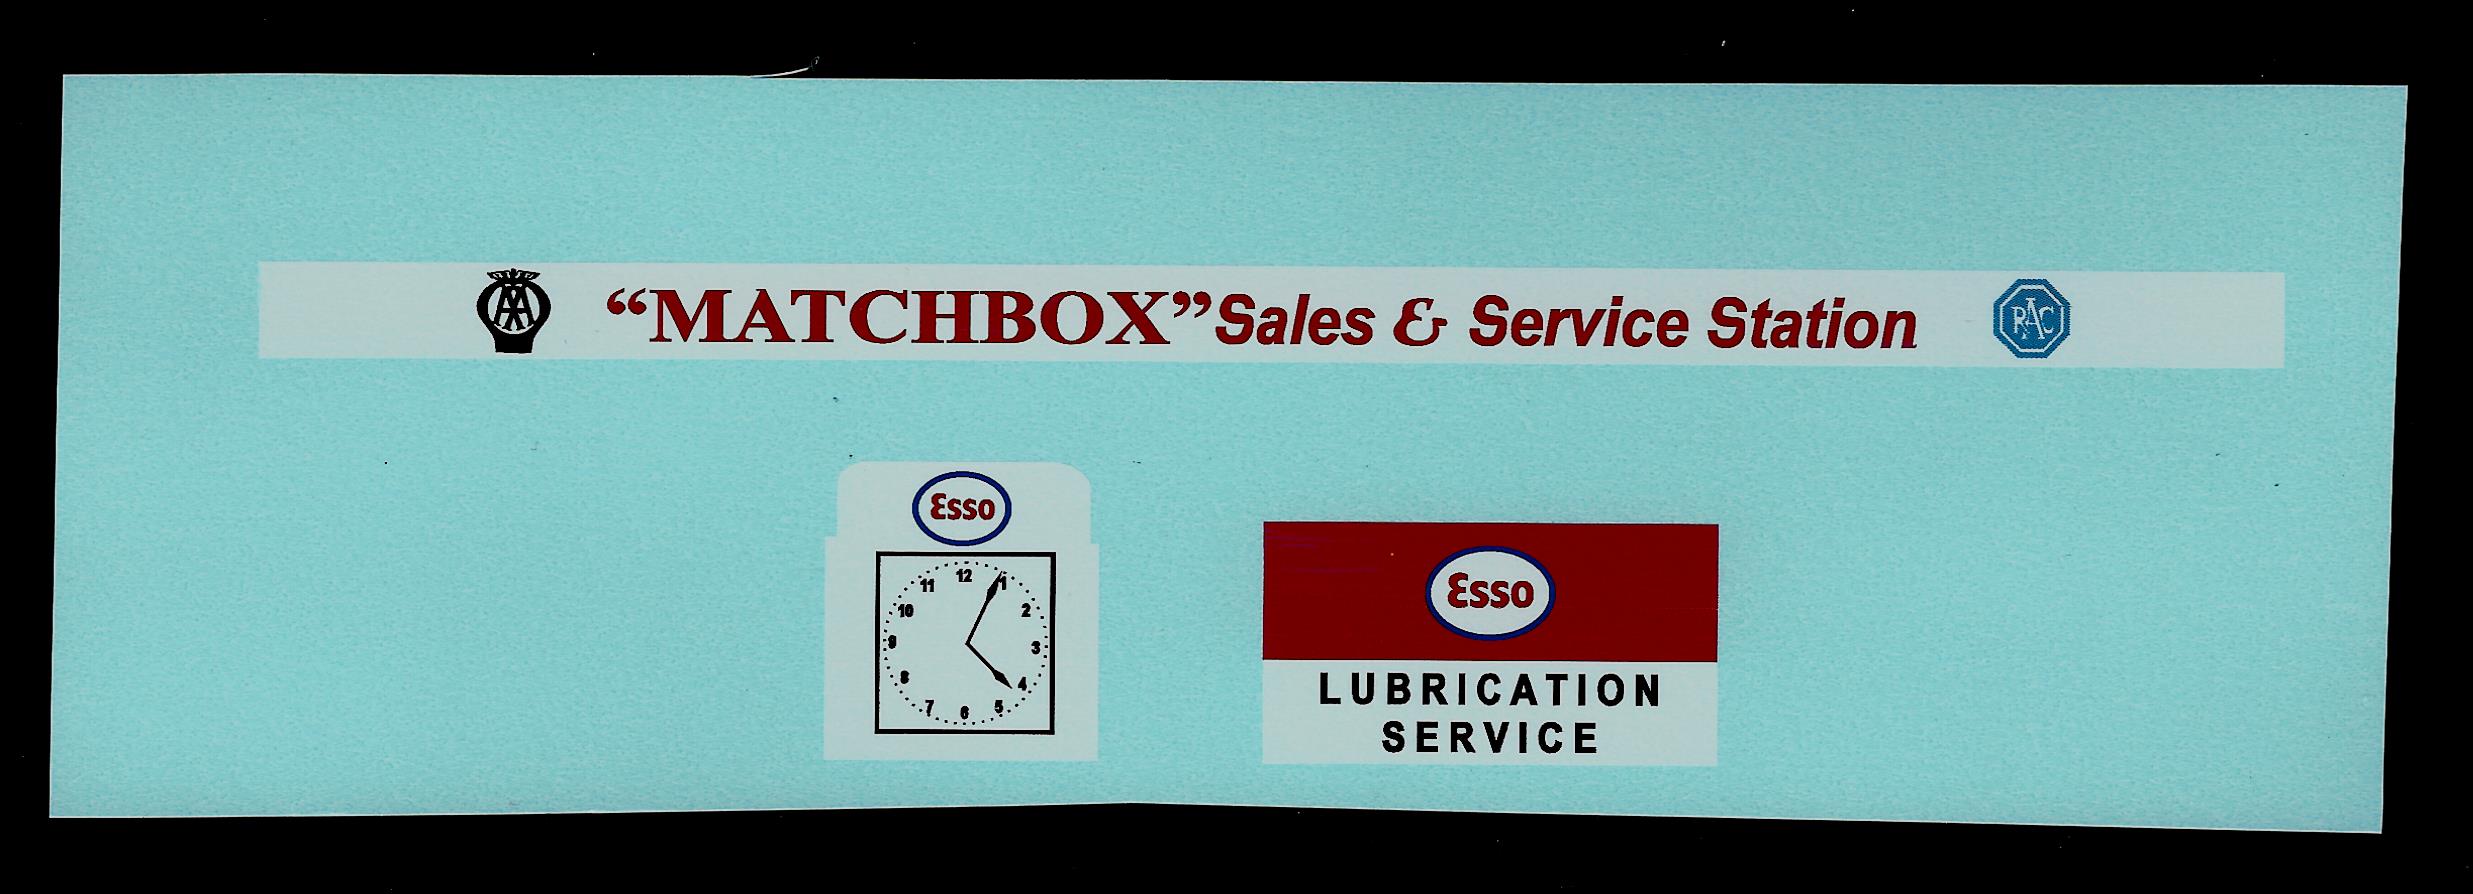 AA “MATCHBOX” Sales & Service Station RAC
Esso
12
11 1
10 2
9 3
8 4
7 5
6
Esso
LUBRICATION
SERVICE